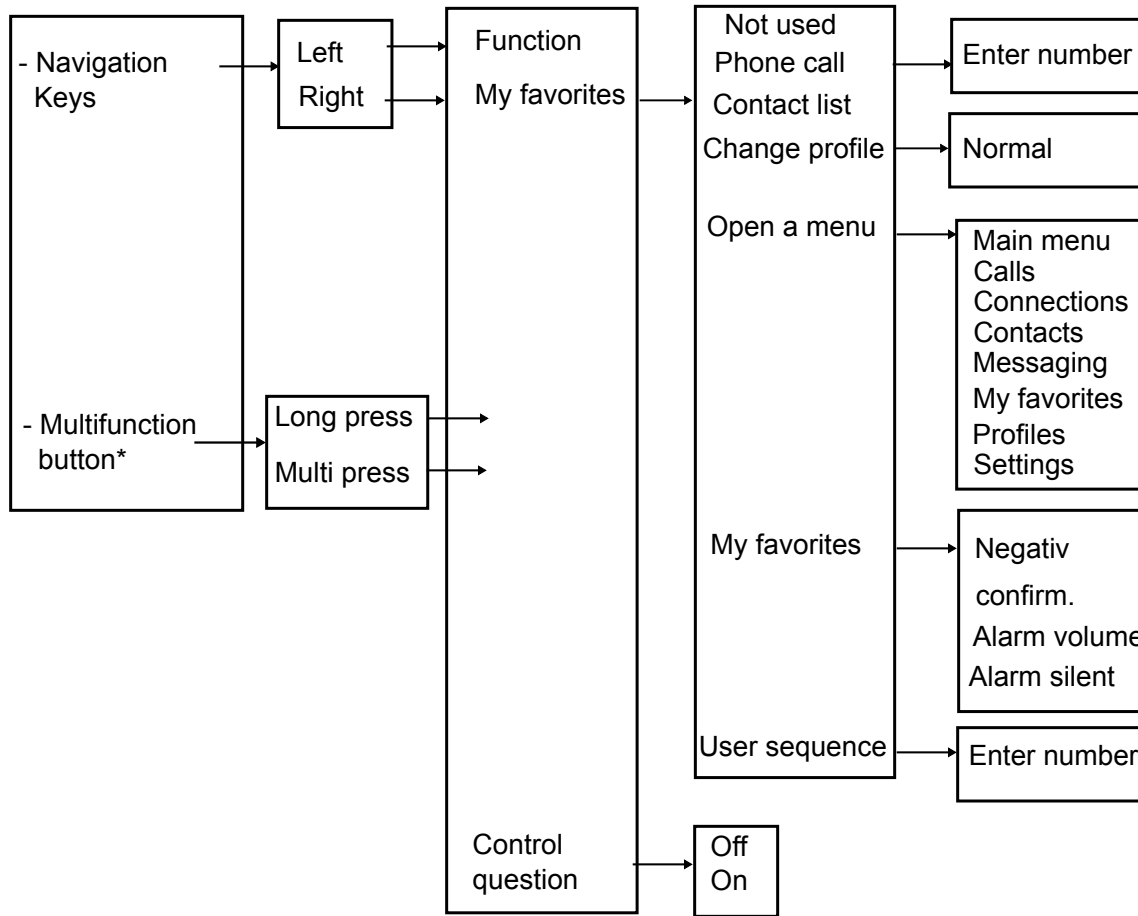 - Navigation
Keys
- Multifunction
button*
Left
Right
Long press
Multi press
Function
My favorites
Control
question
Not used
Phone call
Contact list
Change profile
Open a menu
My favorites
User sequence
Off
On
Enter number
Normal
Main menu
Calls
Connections
Contacts
Messaging
My favorites
Profiles
Settings
Negativ
confirm.
Alarm volume
Alarm silent
Enter number